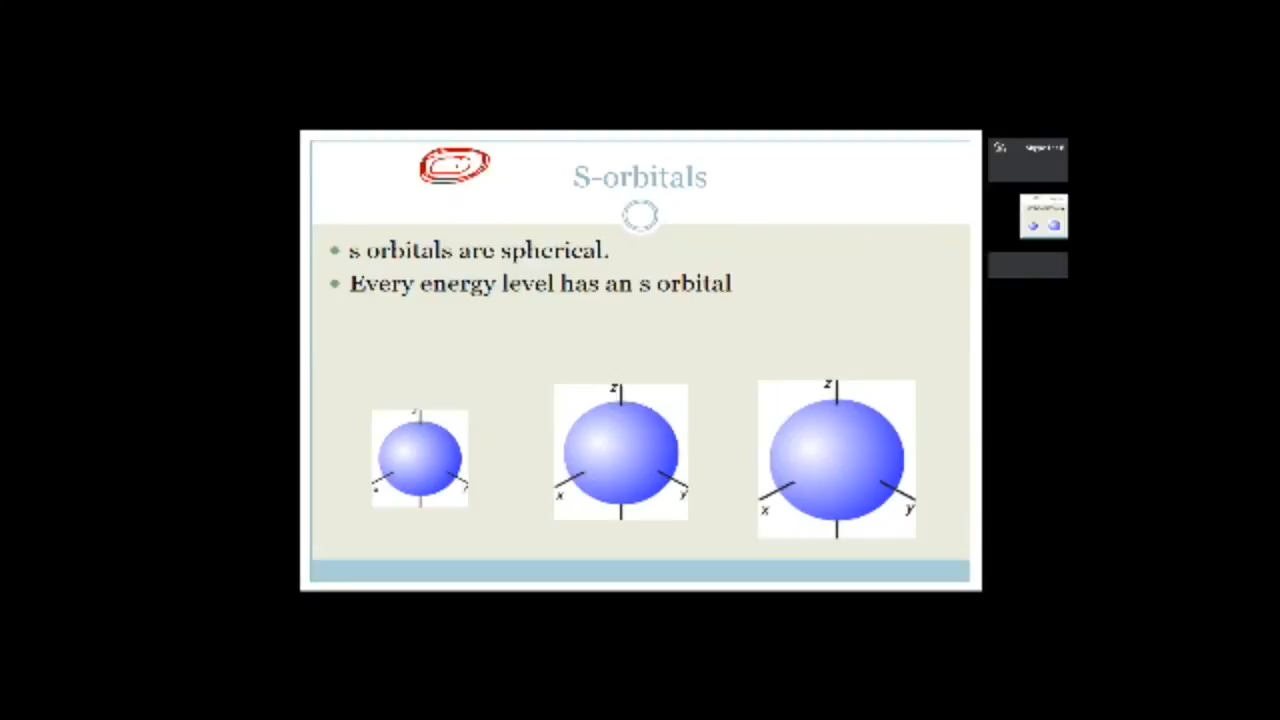 S-orbitals
s orbitals are spherical.
Every energy level has an s orbital
z
z
z
x
y
x
y